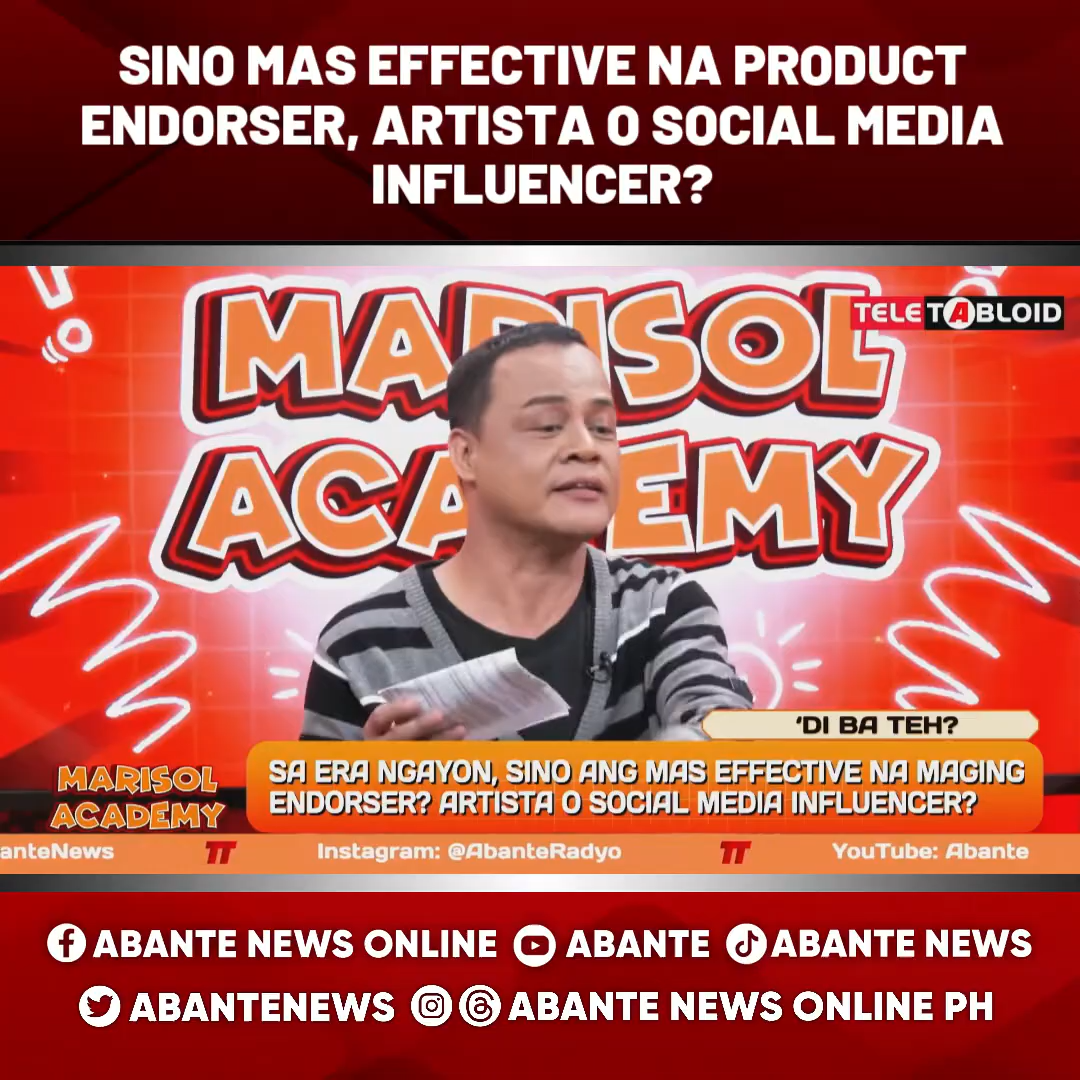 SINO MAS EFFECTIVE NA PRODUCT
ENDORSER, ARTISTA O SOCIAL MEDIA
INFLUENCER?
MARISOL
ACADEMY
TELETABLOID
'DI BA TEH?
MARISOL
ACADEMY
SA ERA NGAYON, SINO ANG MAS EFFECTIVE NA MAGING
ENDORSER? ARTISTA O SOCIAL MEDIA INFLUENCER?
anteNews TT Instagram: @AbanteRadyo TT YouTube: Abante
ABANTE NEWS ONLINE ABANTE ABANTE NEWS
ABANTENEWS ABANTE NEWS ONLINE PH